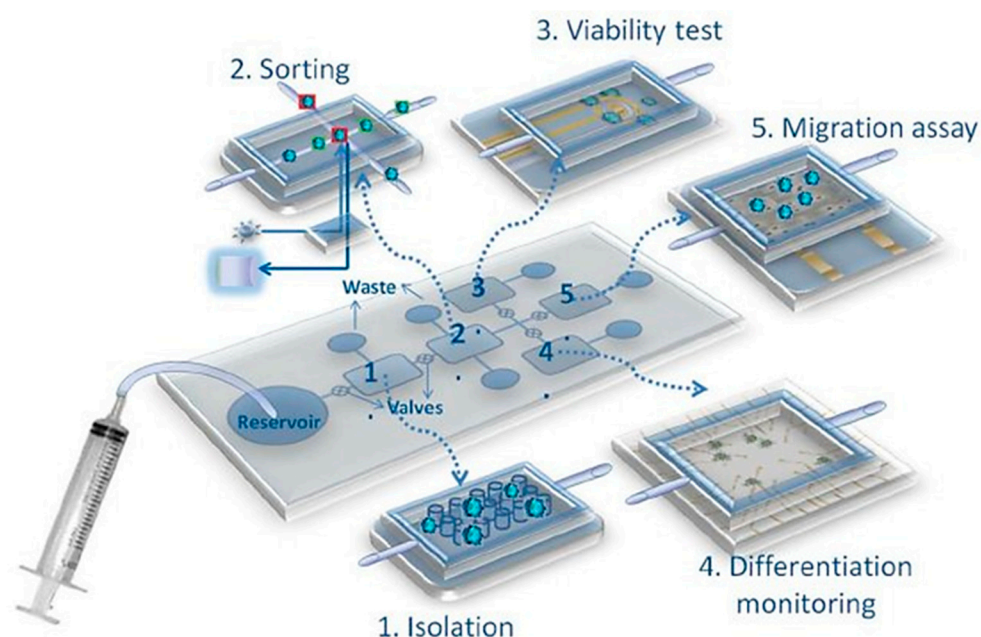 3. Viability test
2. Sorting
5. Migration assay
Waste
3
5
2
4
1
Valves
Reservoir
4. Differentiation
monitoring
1. Isolation